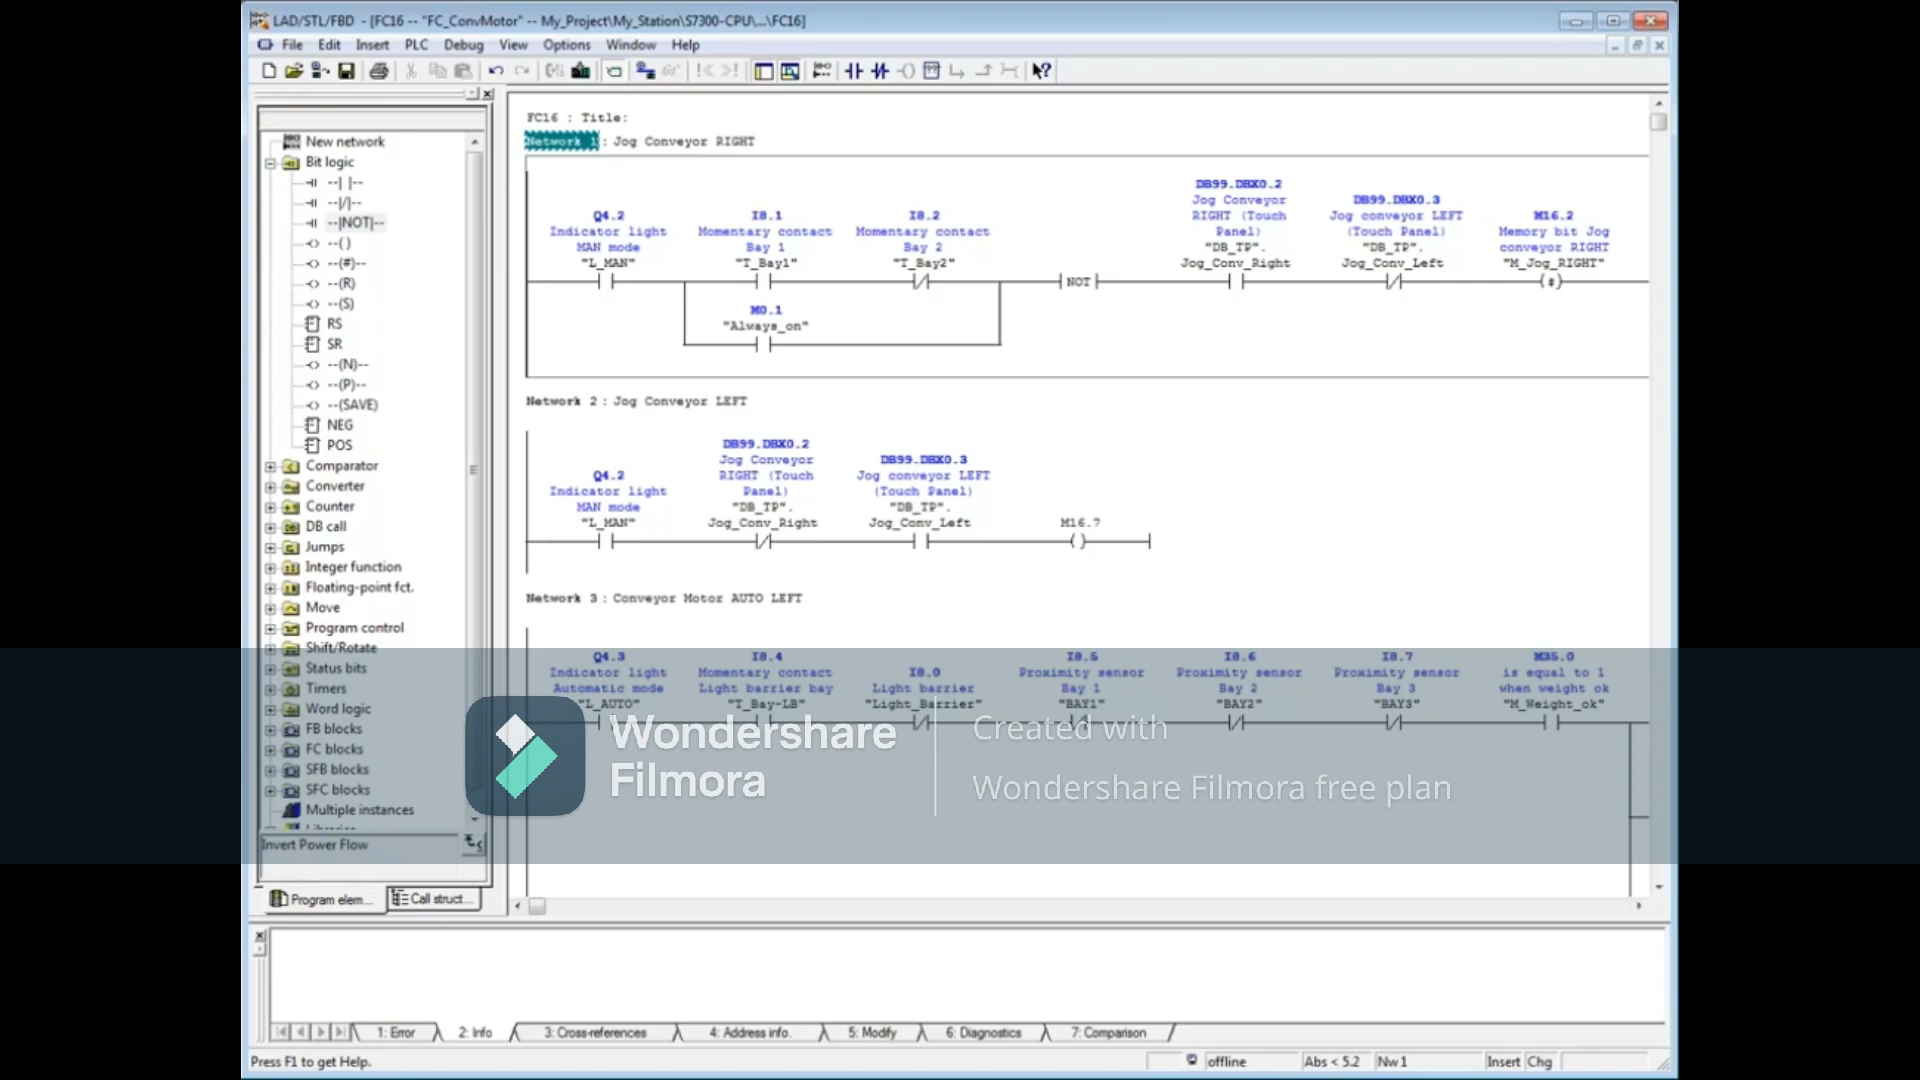 LAD/STL/FBD - [FC16 -- "FC_ConvMotor" -- My_Project\My_Station\S7300-CPU\...\FC16]
File Edit Insert PLC Debug View Options Window Help
New network
Bit logic
--| |--
--|/|--
--|NOT|--
--( )
--(#)--
--(R)
--(S)
RS
SR
--(N)--
--(P)--
--(SAVE)
NEG
POS
Comparator
Converter
Counter
DB call
Jumps
Integer function
Floating-point fct.
Move
Program control
Shift/Rotate
Status bits
Timers
Word logic
FB blocks
FC blocks
SFB blocks
SFC blocks
Multiple instances
Libraries
Invert Power Flow
Program elem...
Call struct...
FC16 : Title:
Network 1 : Jog Conveyor RIGHT
Q4.2
Indicator light
MAN mode
"L_MAN"
I8.1
Momentary contact
Bay 1
"T_Bay1"
I8.2
Momentary contact
Bay 2
"T_Bay2"
NOT
DB99.DBX0.2
Jog Conveyor
RIGHT (Touch
Panel)
"DB_TP".
Jog_Conv_Right
DB99.DBX0.3
Jog conveyor LEFT
(Touch Panel)
"DB_TP".
Jog_Conv_Left
M16.2
Memory bit Jog
conveyor RIGHT
"M_Jog_RIGHT"
(#)
M0.1
"Always_on"
Network 2 : Jog Conveyor LEFT
Q4.2
Indicator light
MAN mode
"L_MAN"
DB99.DBX0.2
Jog Conveyor
RIGHT (Touch
Panel)
"DB_TP".
Jog_Conv_Right
DB99.DBX0.3
Jog conveyor LEFT
(Touch Panel)
"DB_TP".
Jog_Conv_Left
M16.7
( )
Network 3 : Conveyor Motor AUTO LEFT
Q4.3
Indicator light
Automatic mode
"L_AUTO"
I8.4
Momentary contact
Light barrier bay
"T_Bay-LB"
I8.0
Light barrier
"Light_Barrier"
I8.5
Proximity sensor
Bay 1
"BAY1"
I8.6
Proximity sensor
Bay 2
"BAY2"
I8.7
Proximity sensor
Bay 3
"BAY3"
M35.0
is equal to 1
when weight ok
"M_Weight_ok"
Wondershare
Filmora
Created with
Wondershare Filmora free plan
1: Error 2: Info 3: Cross-references 4: Address info. 5: Modify 6: Diagnostics 7: Comparison
Press F1 to get Help.
offline Abs < 5.2 Nw 1 Insert Chg